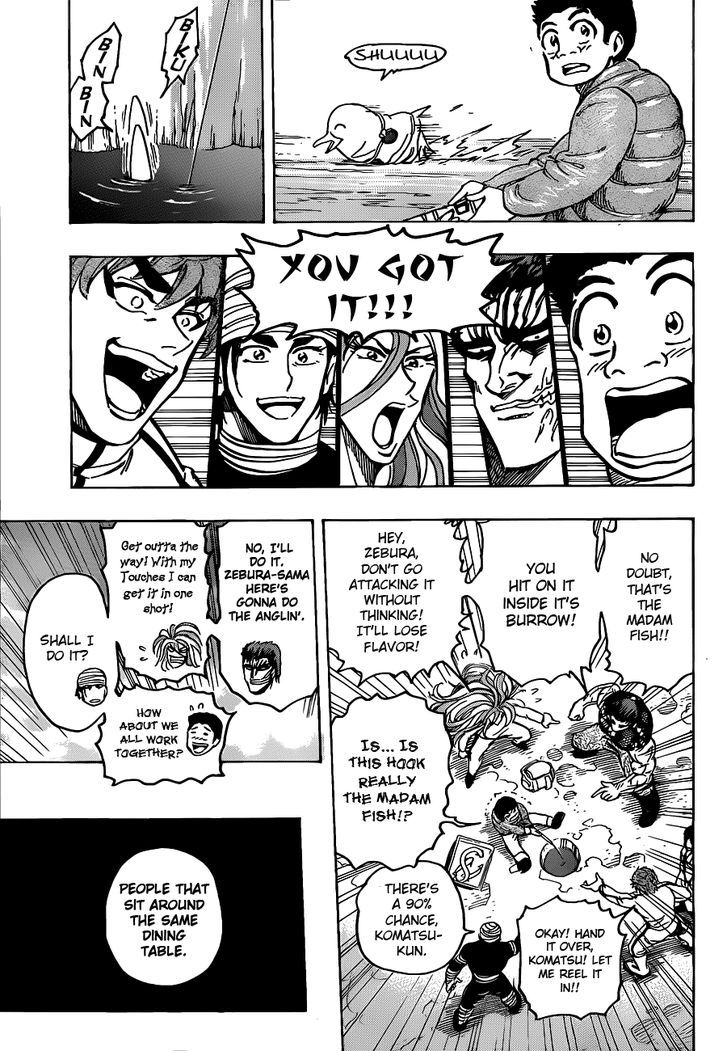 SHUUUU
BIKU
BIN
BIN
YOU GOT
IT!!!
NO DOUBT,
THAT'S
THE
MADAM
FISH!!
YOU
HIT ON IT
INSIDE IT'S
BURROW!
HEY,
ZEBURA,
DON'T GO
ATTACKING IT
WITHOUT
THINKING!
IT'LL LOSE
FLAVOR!
IS... IS
THIS HOOK
REALLY
THE MADAM
FISH!?
THERE'S
A 90%
CHANCE,
KOMATSU-
KUN.
OKAY! HAND
IT OVER,
KOMATSU! LET
ME REEL IT
IN!!
NO, I'LL
DO IT.
ZEBURA-SAMA
HERE'S
GONNA DO
THE ANGLIN'.
Get outta the
way! With my
Touches I can
get it in one
shot!
SHALL I
DO IT?
HOW
ABOUT WE
ALL WORK
TOGETHER?
PEOPLE THAT
SIT AROUND
THE SAME
DINING
TABLE.